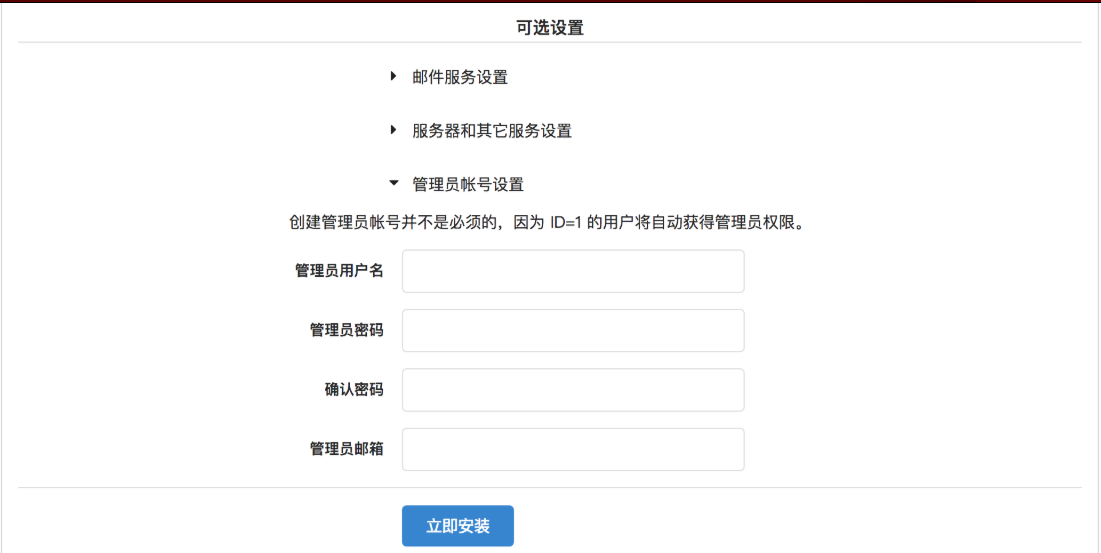 可选设置
邮件服务设置
服务器和其它服务设置
管理员帐号设置
创建管理员帐号并不是必须的，因为 ID=1 的用户将自动获得管理员权限。
管理员用户名
管理员密码
确认密码
管理员邮箱
立即安装